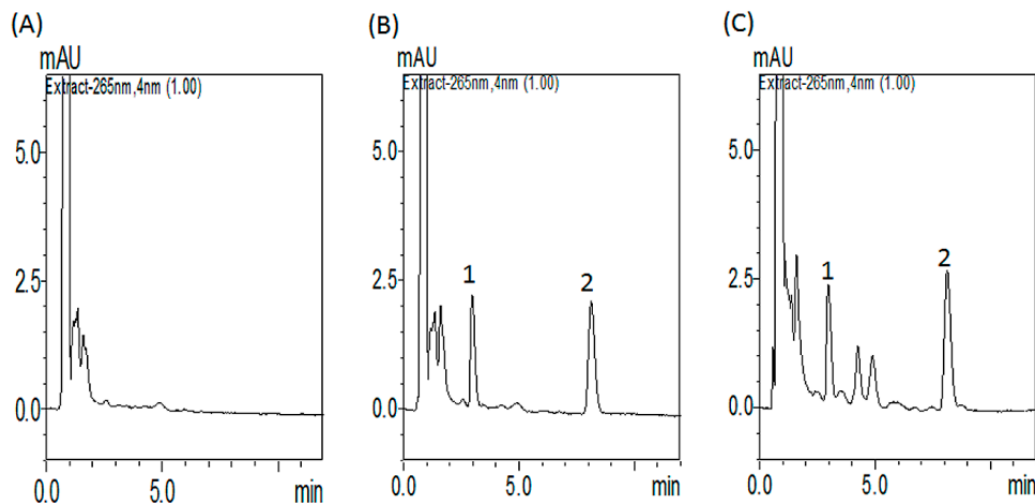 (A)
mAU
Extract-265nm,4nm (1.00)
5.0
2.5
0.0
0.0 5.0 min
(B)
mAU
Extract-265nm,4nm (1.00)
5.0
2.5
0.0
1
2
0.0 5.0 min
(C)
mAU
Extract-265nm,4nm (1.00)
5.0
2.5
0.0
1
2
0.0 5.0 min